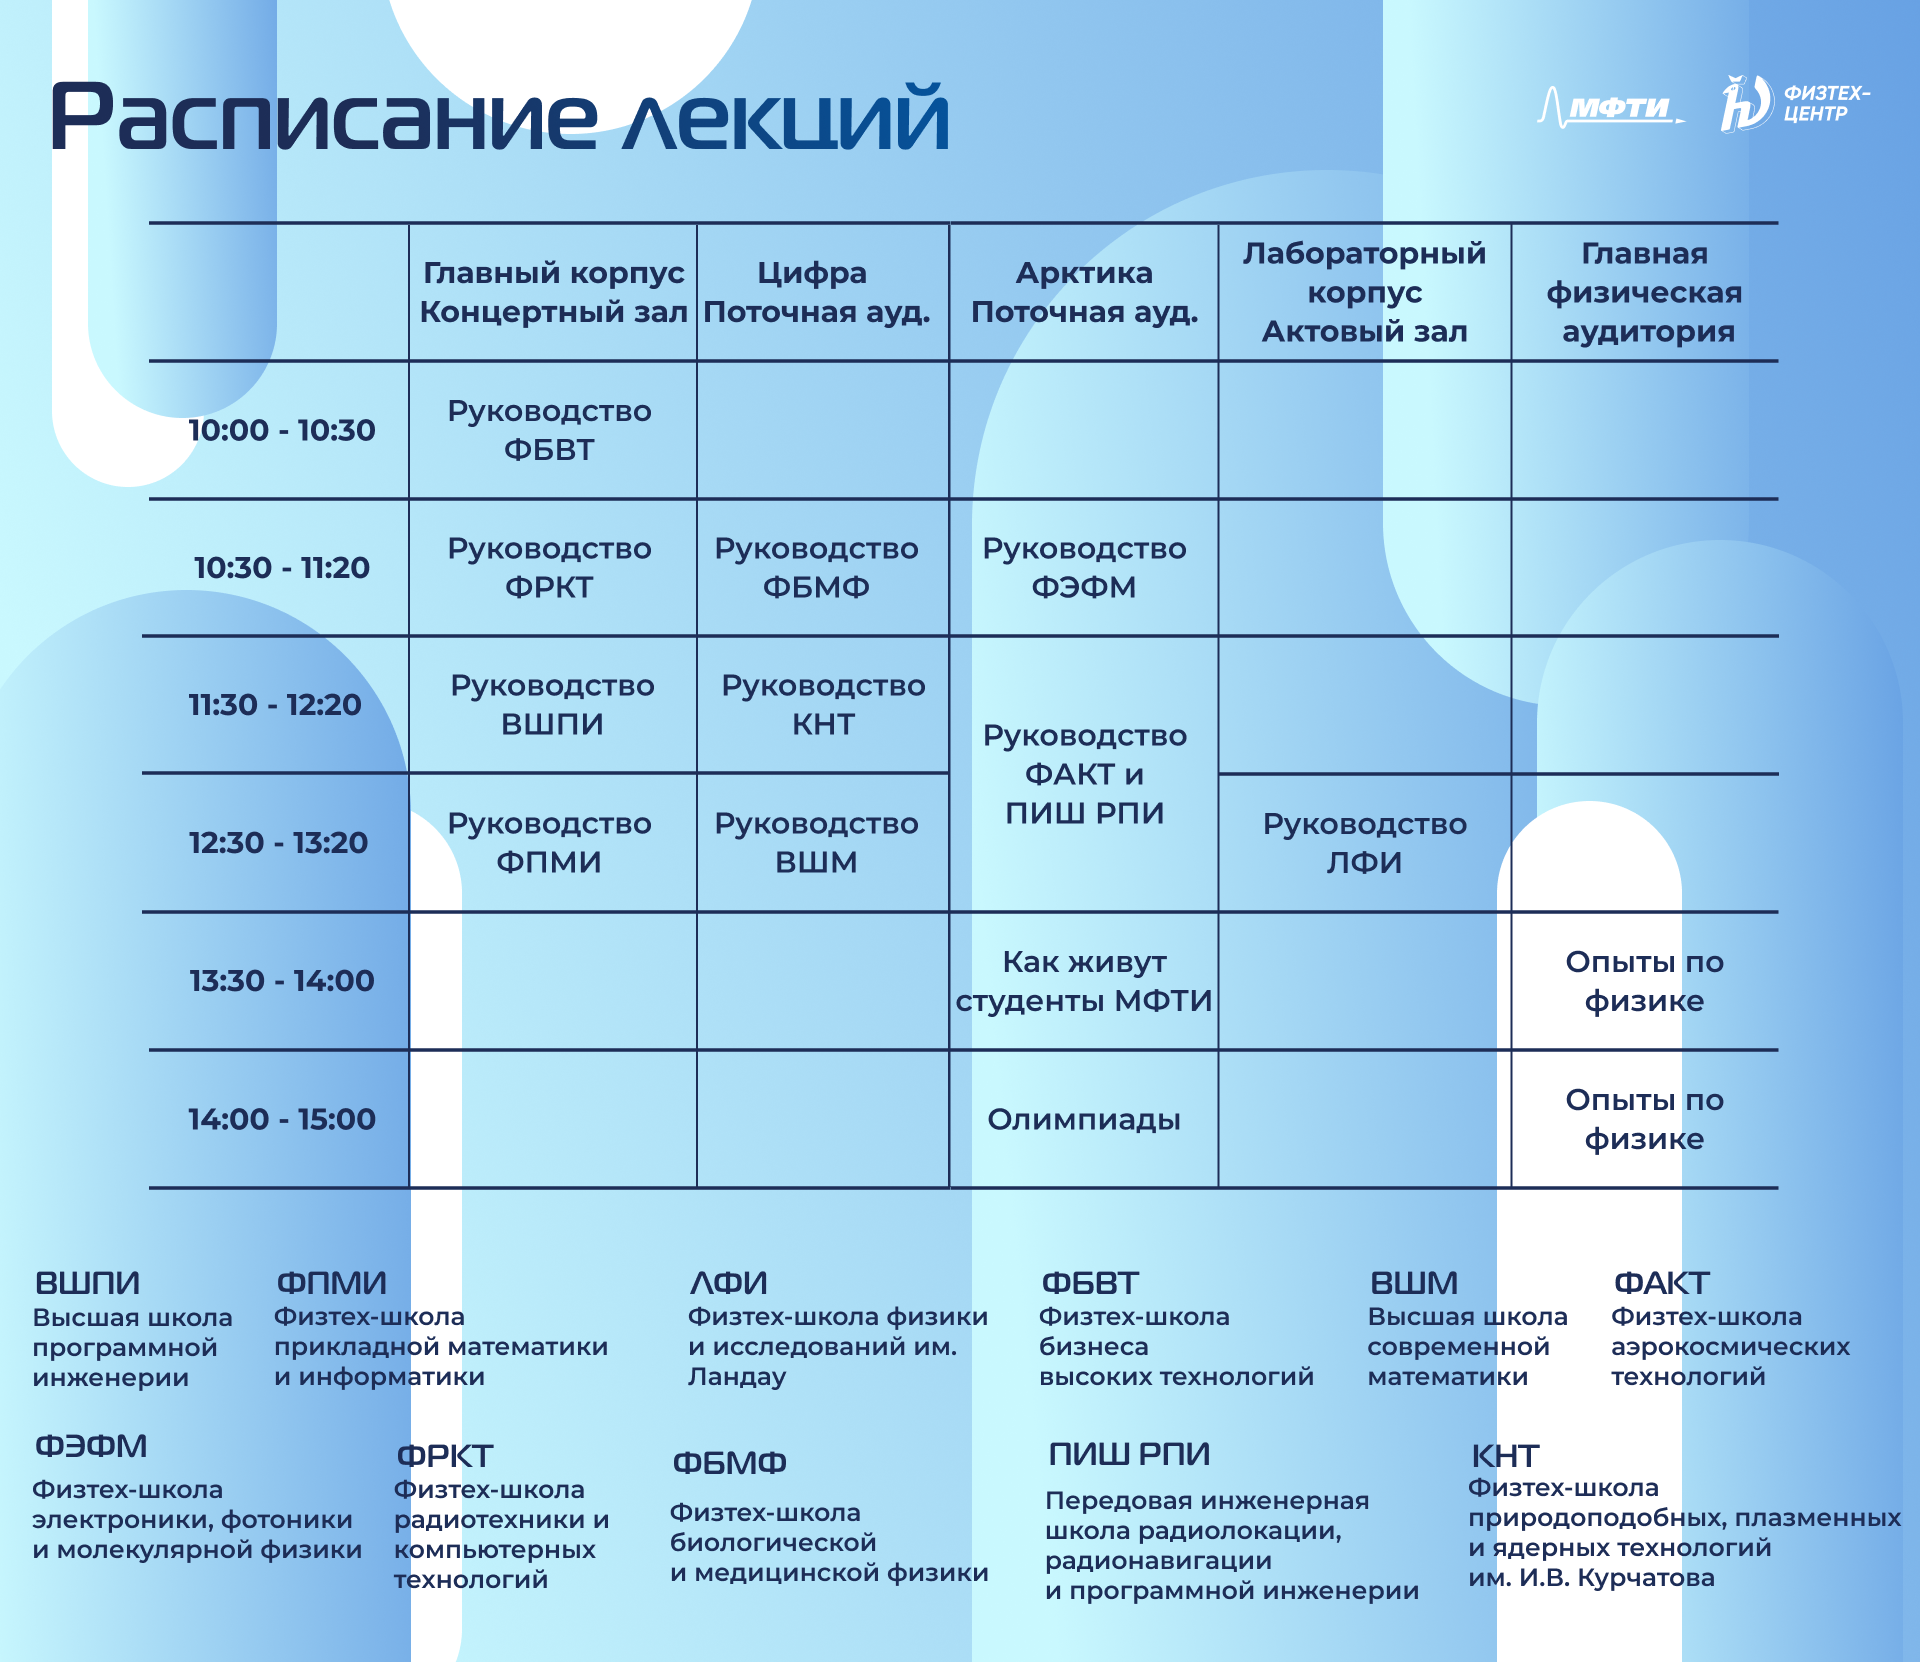 Расписание лекций
МФТИ
ФИЗТЕХ-
ЦЕНТР
Главный корпус
Концертный зал
Цифра
Поточная ауд.
Арктика
Поточная ауд.
Лабораторный
корпус
Актовый зал
Главная
физическая
аудитория
10:00 - 10:30
Руководство
ФБВТ
10:30 - 11:20
Руководство
ФРКТ
Руководство
ФБМФ
Руководство
ФЭФМ
11:30 - 12:20
Руководство
ВШПИ
Руководство
КНТ
Руководство
ФАКТ и
ПИШ РПИ
12:30 - 13:20
Руководство
ФПМИ
Руководство
ВШМ
Руководство
ЛФИ
13:30 - 14:00
Как живут
студенты МФТИ
Опыты по
физике
14:00 - 15:00
Олимпиады
Опыты по
физике
ВШПИ
Высшая школа
программной
инженерии
ФПМИ
Физтех-школа
прикладной математики
и информатики
ЛФИ
Физтех-школа физики
и исследований им.
Ландау
ФБВТ
Физтех-школа
бизнеса
высоких технологий
ВШМ
Высшая школа
современной
математики
ФАКТ
Физтех-школа
аэрокосмических
технологий
ФЭФМ
Физтех-школа
электроники, фотоники
и молекулярной физики
ФРКТ
Физтех-школа
радиотехники и
компьютерных
технологий
ФБМФ
Физтех-школа
биологической
и медицинской физики
ПИШ РПИ
Передовая инженерная
школа радиолокации,
радионавигации
и программной инженерии
КНТ
Физтех-школа
природоподобных, плазменных
и ядерных технологий
им. И.В. Курчатова